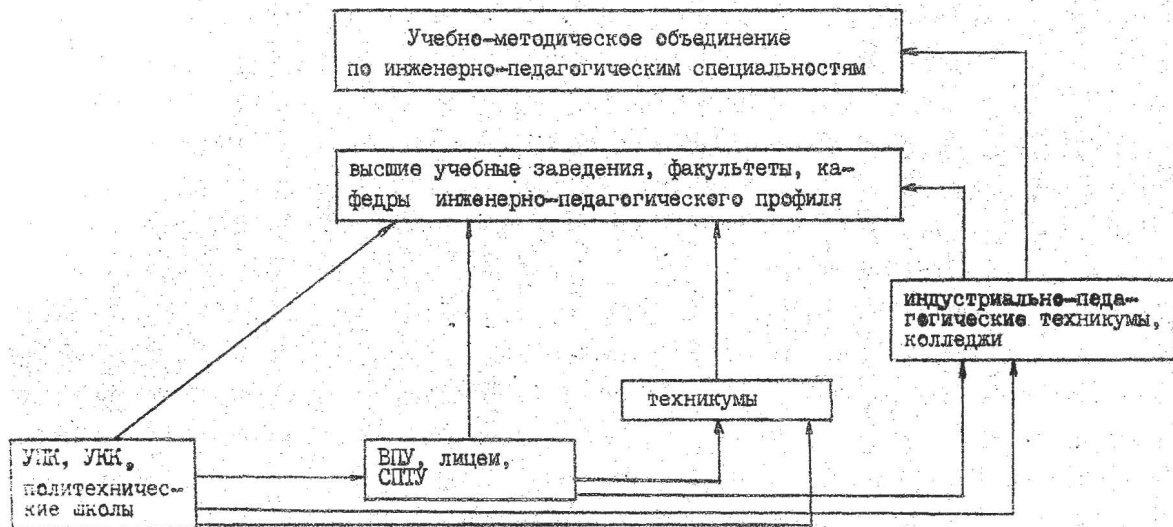 Учебно-методическое объединение
по инженерно-педагогическим специальностям
высшие учебные заведения, факультеты, ка-
федры инженерно-педагогического профиля
индустриально-педа-
гогические техникумы,
колледжи
техникумы
УПК, УКК,
политехничес-
кие школы
ВПУ, лицеи,
СПТУ